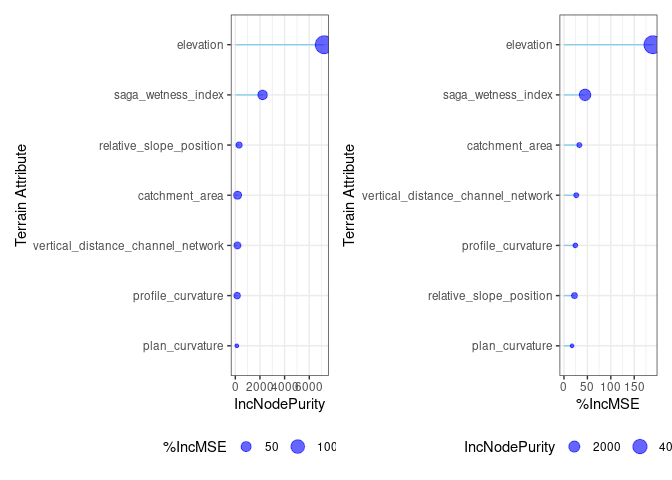 Terrain Attribute
elevation
saga_wetness_index
relative_slope_position
catchment_area
vertical_distance_channel_network
profile_curvature
plan_curvature
0 2000 4000 6000
IncNodePurity
%IncMSE 50 100
Terrain Attribute
elevation
saga_wetness_index
catchment_area
vertical_distance_channel_network
profile_curvature
relative_slope_position
plan_curvature
0 50 100 150
%IncMSE
IncNodePurity 2000 40